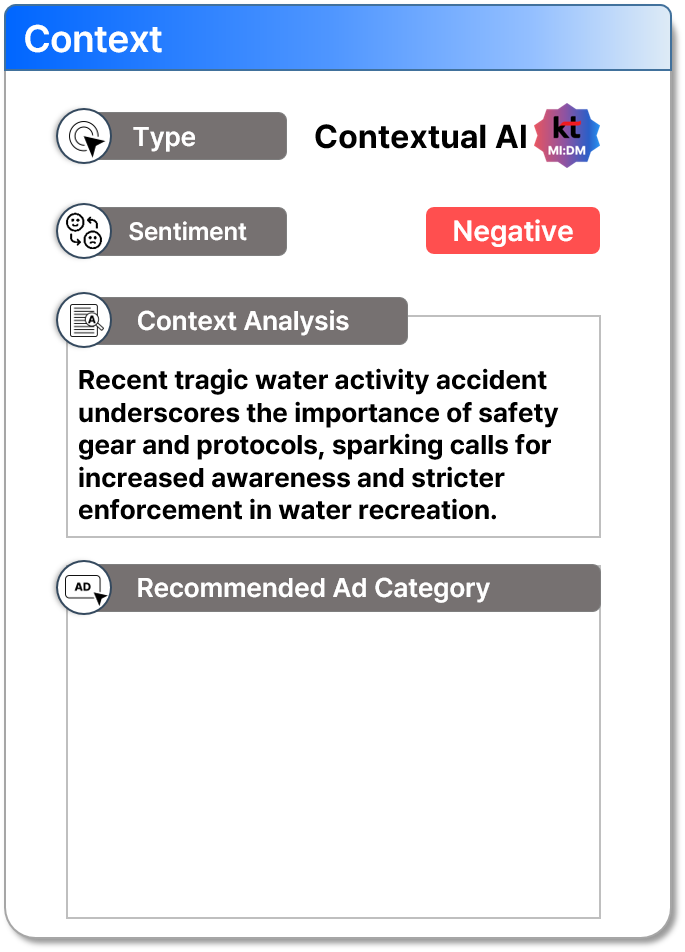 Context
Type
Contextual AI
kt
MI:DM
Sentiment
Negative
A
Context Analysis
Recent tragic water activity accident
underscores the importance of safety
gear and protocols, sparking calls for
increased awareness and stricter
enforcement in water recreation.
AD
Recommended Ad Category